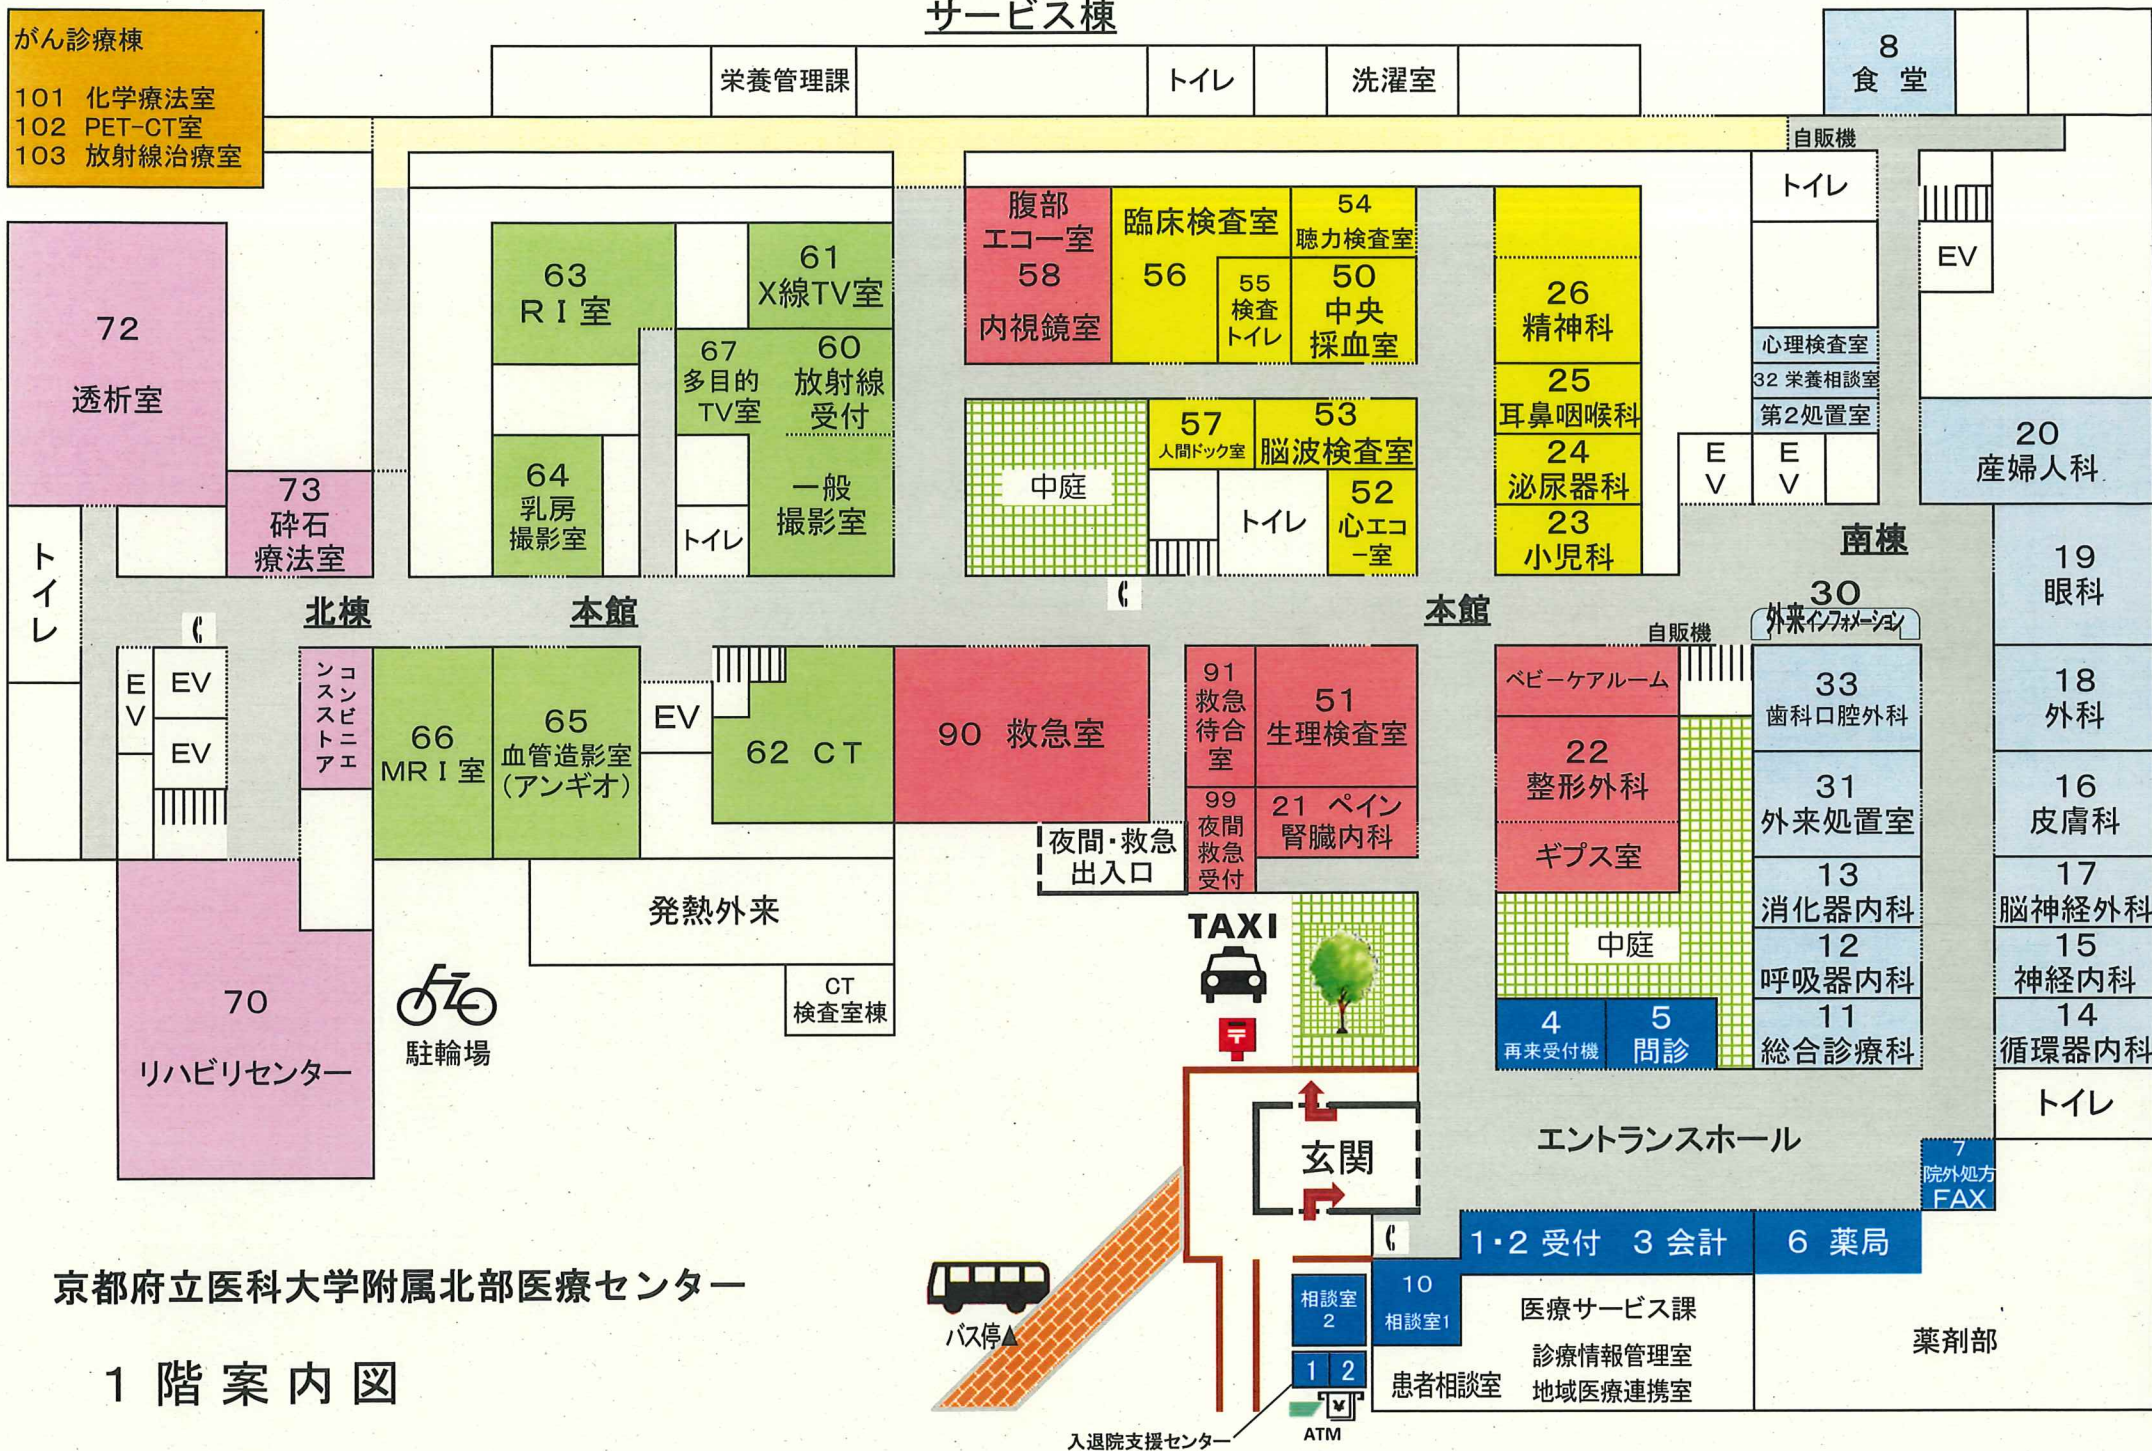 サービス棟
がん診療棟
101 化学療法室
102 PET-CT室
103 放射線治療室
栄養管理課
トイレ
洗濯室
8
食堂
自販機
トイレ
EV
72
透析室
73
砕石
療法室
トイレ
63
RI室
61
X線TV室
67
多目的
TV室
60
放射線
受付
64
乳房
撮影室
トイレ
一般
撮影室
腹部
エコー室
58
内視鏡室
臨床検査室
56
54
聴力検査室
55
検査
トイレ
50
中央
採血室
中庭
57
人間ドック室
53
脳波検査室
トイレ
52
心エコ
ー室
26
精神科
25
耳鼻咽喉科
24
泌尿器科
23
小児科
心理検査室
32 栄養相談室
第2処置室
EV
EV
20
産婦人科
南棟
19
眼科
30
外来インフォメーション
北棟
本館
本館
自販機
EV
EV
EV
コンビニエ
ンスストア
66
MRI室
65
血管造影室
(アンギオ)
EV
62 CT
90 救急室
91
救急
待合
室
51
生理検査室
99
夜間
救急
受付
21 ペイン
腎臓内科
夜間・救急
出入口
ベビーケアルーム
22
整形外科
ギプス室
中庭
33
歯科口腔外科
31
外来処置室
13
消化器内科
12
呼吸器内科
11
総合診療科
18
外科
16
皮膚科
17
脳神経外科
15
神経内科
14
循環器内科
トイレ
発熱外来
CT
検査室棟
70
リハビリセンター
駐輪場
TAXI
〒
4
再来受付機
5
問診
玄関
エントランスホール
7
院外処方
FAX
1・2 受付 3 会計
6 薬局
相談室
2
10
相談室1
医療サービス課
診療情報管理室
患者相談室
地域医療連携室
薬剤部
1 2
¥
ATM
入退院支援センター
バス停▲
京都府立医科大学附属北部医療センター
1階案内図